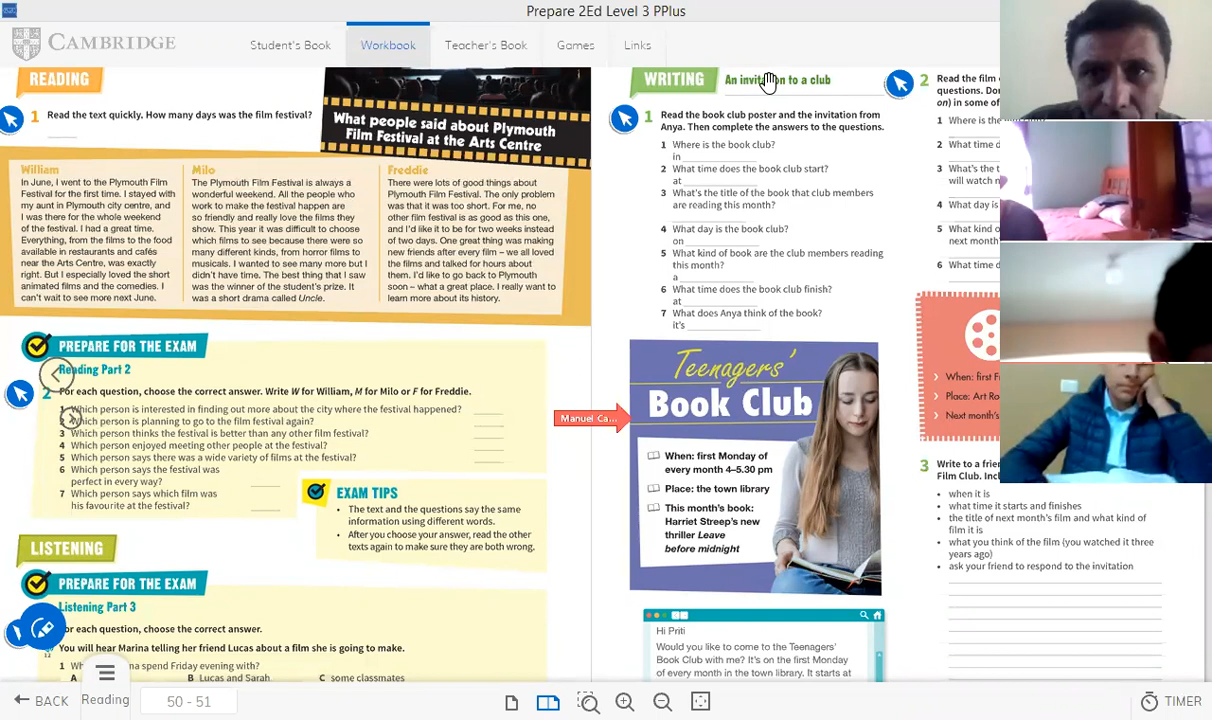 Prepare 2Ed Level 3 PPlus
CAMBRIDGE
Student's Book
Workbook
Teacher's Book
Games
Links
READING
1 Read the text quickly. How many days was the film festival?
What people said about Plymouth
Film Festival at the Arts Centre
William
In June, I went to the Plymouth Film
Festival for the first time. I stayed with
my aunt in Plymouth city centre, and
I was there for the whole weekend
of the festival. I had a great time.
Everything, from the films to the food
available in restaurants and cafés
near the Arts Centre, was exactly
right. But I especially loved the short
animated films and the comedies. I
can't wait to see more next June.
Milo
The Plymouth Film Festival is always a
wonderful weekend. All the people who
work to make the festival happen are
so friendly and really love the films they
show. This year it was difficult to choose
which films to see because there were so
many different kinds, from horror films to
musicals. I wanted to see many more but I
didn't have time. The best thing that I saw
was the winner of the student's prize. It
was a short drama called Uncle.
Freddie
There were lots of good things about
Plymouth Film Festival. The only problem
was that it was too short. For me, no
other film festival is as good as this one,
and I'd like it to be for two weeks instead
of two days. One great thing was making
new friends after every film – we all loved
the films and talked for hours about
them. I'd like to go back to Plymouth
soon – what a great place. I really want to
learn more about its history.
PREPARE FOR THE EXAM
Reading Part 2
2 For each question, choose the correct answer. Write W for William, M for Milo or F for Freddie.
Which person is interested in finding out more about the city where the festival happened?
Which person is planning to go to the film festival again?
3 Which person thinks the festival is better than any other film festival?
4 Which person enjoyed meeting other people at the festival?
5 Which person says there was a wide variety of films at the festival?
6 Which person says the festival was
perfect in every way?
7 Which person says which film was
his favourite at the festival?
EXAM TIPS
• The text and the questions say the same
information using different words.
• After you choose your answer, read the other
texts again to make sure they are both wrong.
LISTENING
PREPARE FOR THE EXAM
Listening Part 3
For each question, choose the correct answer.
You will hear Marina telling her friend Lucas about a film she is going to make.
1
spend Friday evening with?
A
B Lucas and Sarah
C some classmates
WRITING
An invitation to a club
1 Read the book club poster and the invitation from
Anya. Then complete the answers to the questions.
1 Where is the book club?
in
2 What time does the book club start?
at
3 What's the title of the book that club members
are reading this month?
4 What day is the book club?
on
5 What kind of book are the club members reading
this month?
a
6 What time does the book club finish?
at
7 What does Anya think of the book?
it's
Teenagers'
Book Club
When: first Monday of
every month 4–5.30 pm
Place: the town library
This month's book:
Harriet Streep's new
thriller Leave
before midnight
Manuel Ca...
Hi Priti
Would you like to come to the Teenagers'
Book Club with me? It's on the first Monday
of every month in the town library. It starts at
2 Read the film
questions. Do
on) in some of
1 Where is the
2 What time d
3 What's the t
will watch n
4 What day is
5 What kind o
next month
6 What time d
When: first F
Place: Art Ro
Next month's
3 Write to a frie
Film Club. Incl
• when it is
• what time it starts and finishes
• the title of next month's film and what kind of
film it is
• what you think of the film (you watched it three
years ago)
• ask your friend to respond to the invitation
BACK
Reading
50 - 51
TIMER